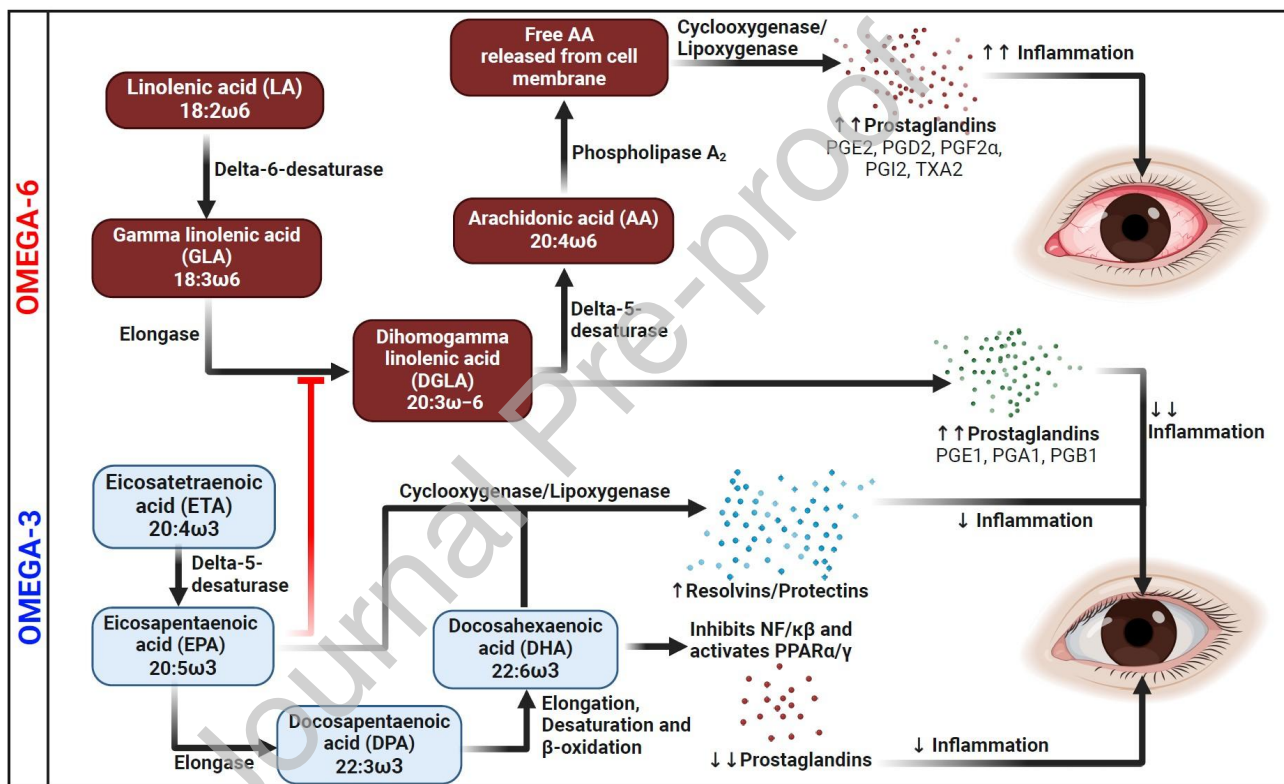 OMEGA-6
Linolenic acid (LA)
18:2ω6
Delta-6-desaturase
Gamma linolenic acid
(GLA)
18:3ω6
Elongase
Dihomogamma
linolenic acid
(DGLA)
20:3ω-6
Delta-5-
desaturase
Arachidonic acid (AA)
20:4ω6
Phospholipase A₂
Free AA
released from cell
membrane
Cyclooxygenase/
Lipoxygenase
↑↑Prostaglandins
PGE2, PGD2, PGF2α,
PGI2, TXA2
↑↑ Inflammation
↑↑Prostaglandins
PGE1, PGA1, PGB1
↓↓
Inflammation
OMEGA-3
Eicosatetraenoic
acid (ETA)
20:4ω3
Delta-5-
desaturase
Eicosapentaenoic
acid (EPA)
20:5ω3
Elongase
Docosapentaenoic
acid (DPA)
22:3ω3
Elongation,
Desaturation and
β-oxidation
Docosahexaenoic
acid (DHA)
22:6ω3
Cyclooxygenase/Lipoxygenase
↑Resolvins/Protectins
↓ Inflammation
Inhibits NF/κβ and
activates PPARα/γ
↓↓Prostaglandins
↓ Inflammation
Journal Pre-proof